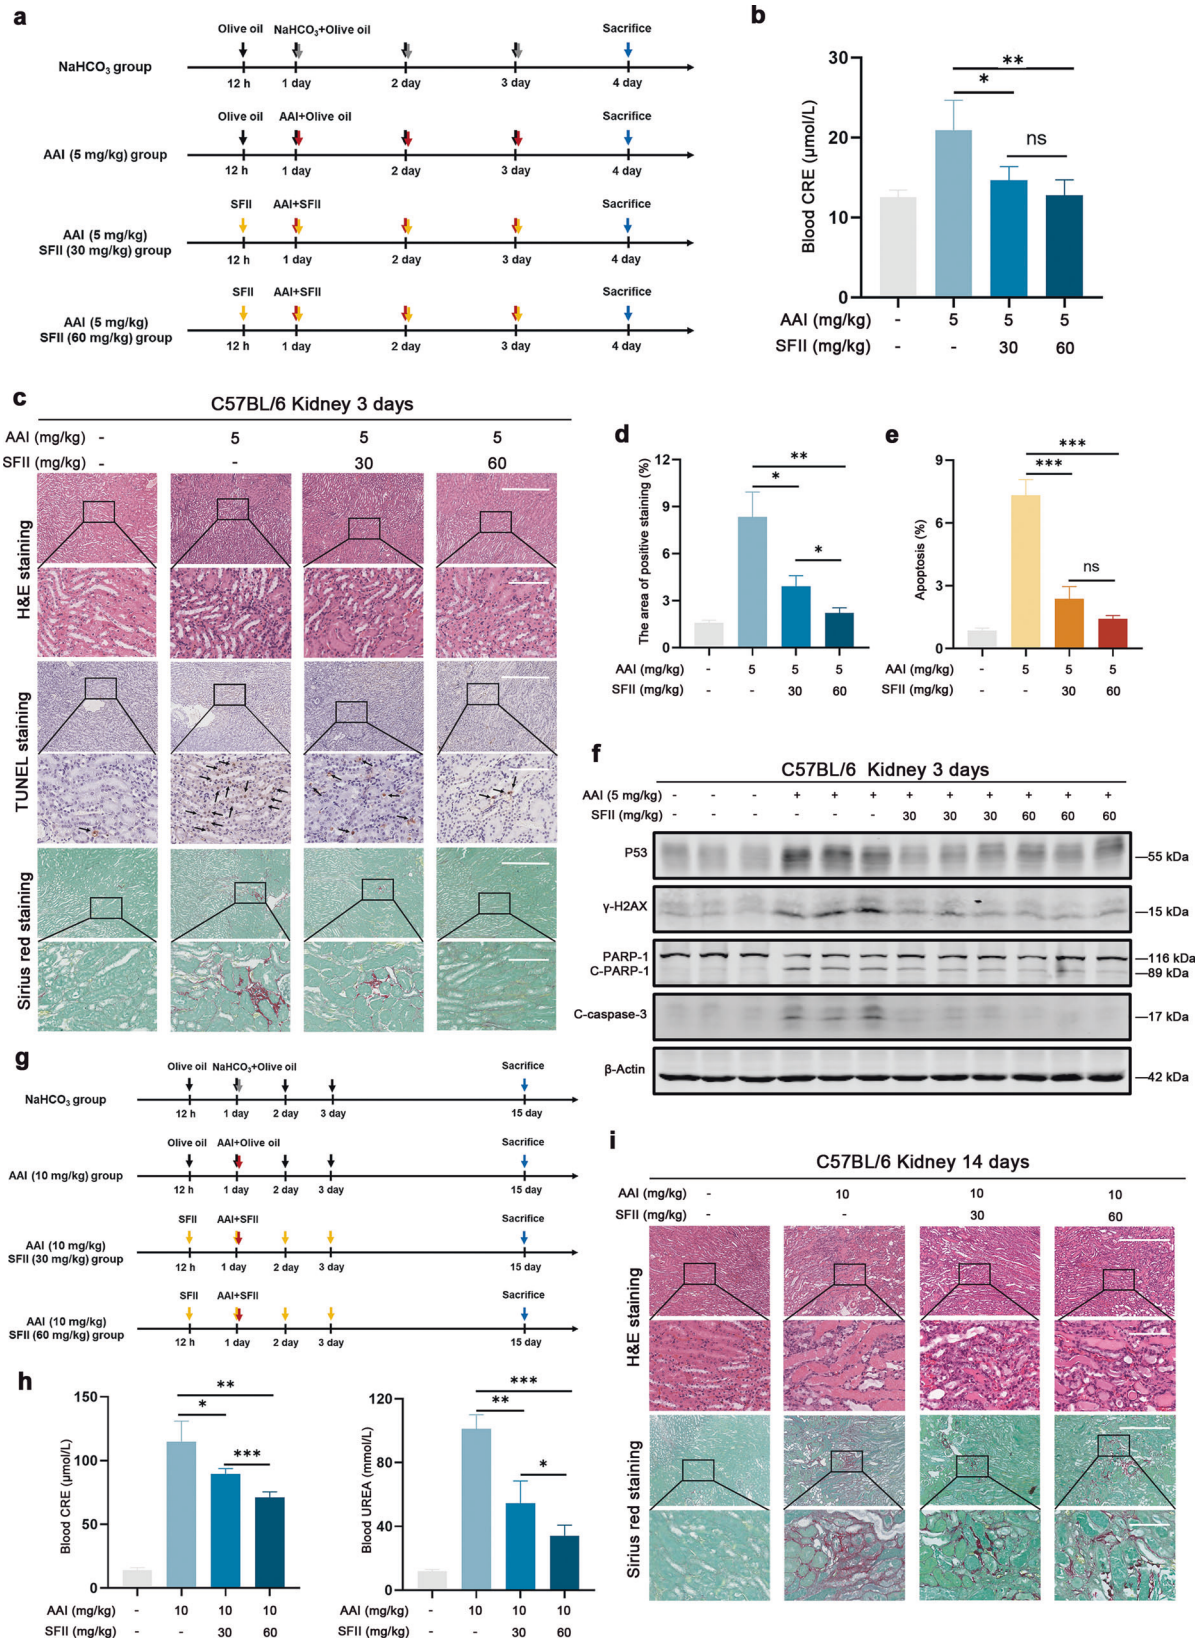 a
Olive oil NaHCO₃+Olive oil Sacrifice
NaHCO₃ group
12 h 1 day 2 day 3 day 4 day
Olive oil AAI+Olive oil Sacrifice
AAI (5 mg/kg) group
12 h 1 day 2 day 3 day 4 day
SFII AAI+SFII Sacrifice
AAI (5 mg/kg)
SFII (30 mg/kg) group
12 h 1 day 2 day 3 day 4 day
SFII AAI+SFII Sacrifice
AAI (5 mg/kg)
SFII (60 mg/kg) group
12 h 1 day 2 day 3 day 4 day
b
Blood CRE (μmol/L)
30
20
10
0
**
*
ns
AAI (mg/kg) - 5 5 5
SFII (mg/kg) - - 30 60
c
C57BL/6 Kidney 3 days
AAI (mg/kg) - 5 5 5
SFII (mg/kg) - - 30 60
H&E staining
TUNEL staining
Sirius red staining
d
The area of positive staining (%)
12
9
6
3
0
**
*
*
AAI (mg/kg) - 5 5 5
SFII (mg/kg) - - 30 60
e
Apoptosis (%)
9
6
3
0
***
***
ns
AAI (mg/kg) - 5 5 5
SFII (mg/kg) - - 30 60
f
C57BL/6 Kidney 3 days
AAI (5 mg/kg) - - - + + + + + + + + +
SFII (mg/kg) - - - - - - 30 30 30 60 60 60
P53 —55 kDa
γ-H2AX —15 kDa
PARP-1 —116 kDa
C-PARP-1 —89 kDa
C-caspase-3 —17 kDa
β-Actin —42 kDa
g
Olive oil NaHCO₃+Olive oil Sacrifice
NaHCO₃ group
12 h 1 day 2 day 3 day 15 day
Olive oil AAI+Olive oil Sacrifice
AAI (10 mg/kg) group
12 h 1 day 2 day 3 day 15 day
SFII AAI+SFII Sacrifice
AAI (10 mg/kg)
SFII (30 mg/kg) group
12 h 1 day 2 day 3 day 15 day
SFII AAI+SFII Sacrifice
AAI (10 mg/kg)
SFII (60 mg/kg) group
12 h 1 day 2 day 3 day 15 day
h
Blood CRE (μmol/L)
150
100
50
0
**
*
***
AAI (mg/kg) - 10 10 10
SFII (mg/kg) - - 30 60
Blood UREA (mmol/L)
120
80
40
0
***
**
*
AAI (mg/kg) - 10 10 10
SFII (mg/kg) - - 30 60
i
C57BL/6 Kidney 14 days
AAI (mg/kg) - 10 10 10
SFII (mg/kg) - - 30 60
H&E staining
Sirius red staining